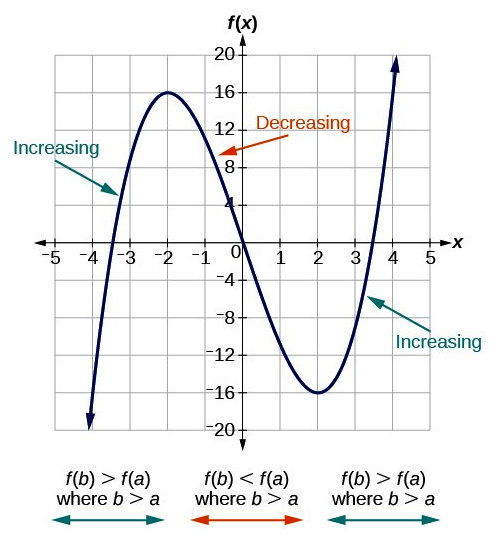 f(x)
20
16
12
8
4
Increasing
Decreasing
−5 −4 −3 −2 −1 0 1 2 3 4 5 x
−4
−8
−12
−16
−20
Increasing
f(b) > f(a) f(b) < f(a) f(b) > f(a)
where b > a where b > a where b > a